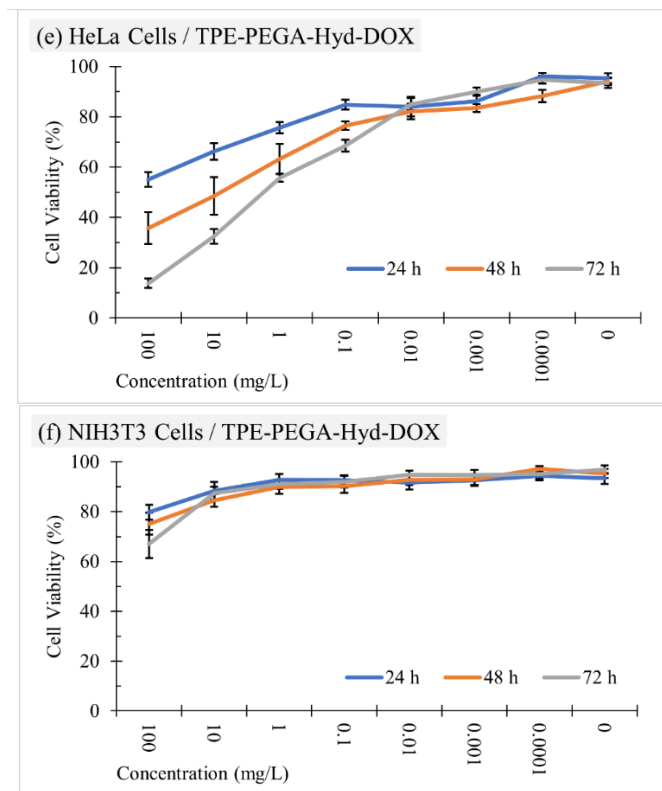 (e) HeLa Cells / TPE-PEGA-Hyd-DOX
100
80
60
40
20
0
Cell Viability (%)
24 h 48 h 72 h
100 10 1 0.1 0.01 0.001 0.0001 0
Concentration (mg/L)
(f) NIH3T3 Cells / TPE-PEGA-Hyd-DOX
100
80
60
40
20
0
Cell Viability (%)
24 h 48 h 72 h
100 10 1 0.1 0.01 0.001 0.0001 0
Concentration (mg/L)